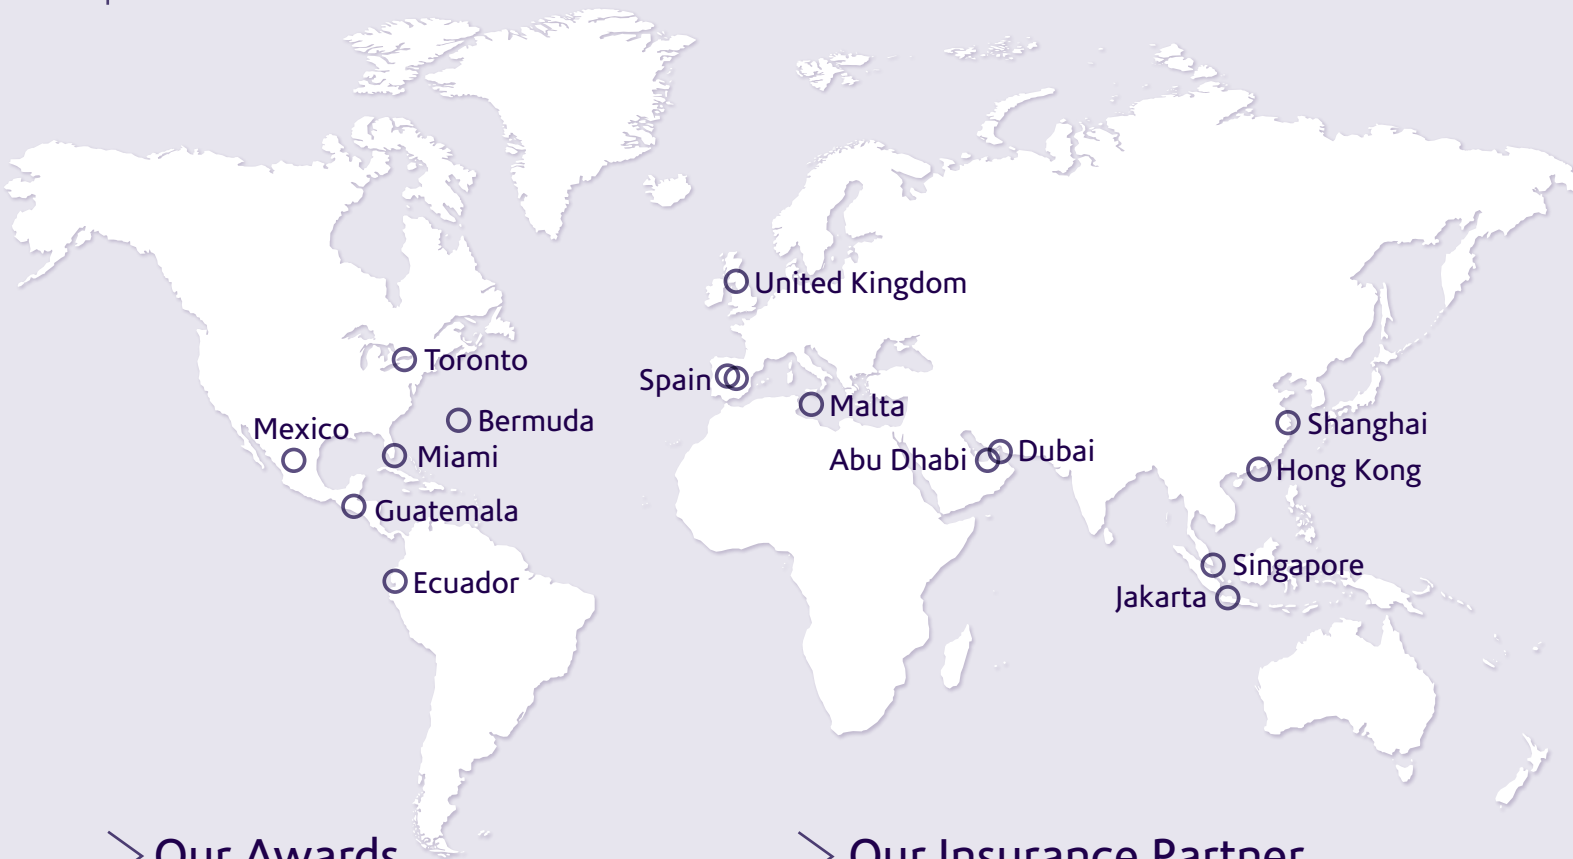 United Kingdom
Toronto
Spain
Malta
Bermuda
Mexico
Shanghai
Miami
Abu Dhabi
Dubai
Hong Kong
Guatemala
Singapore
Ecuador
Jakarta
Our Awards
Our Insurance Partner